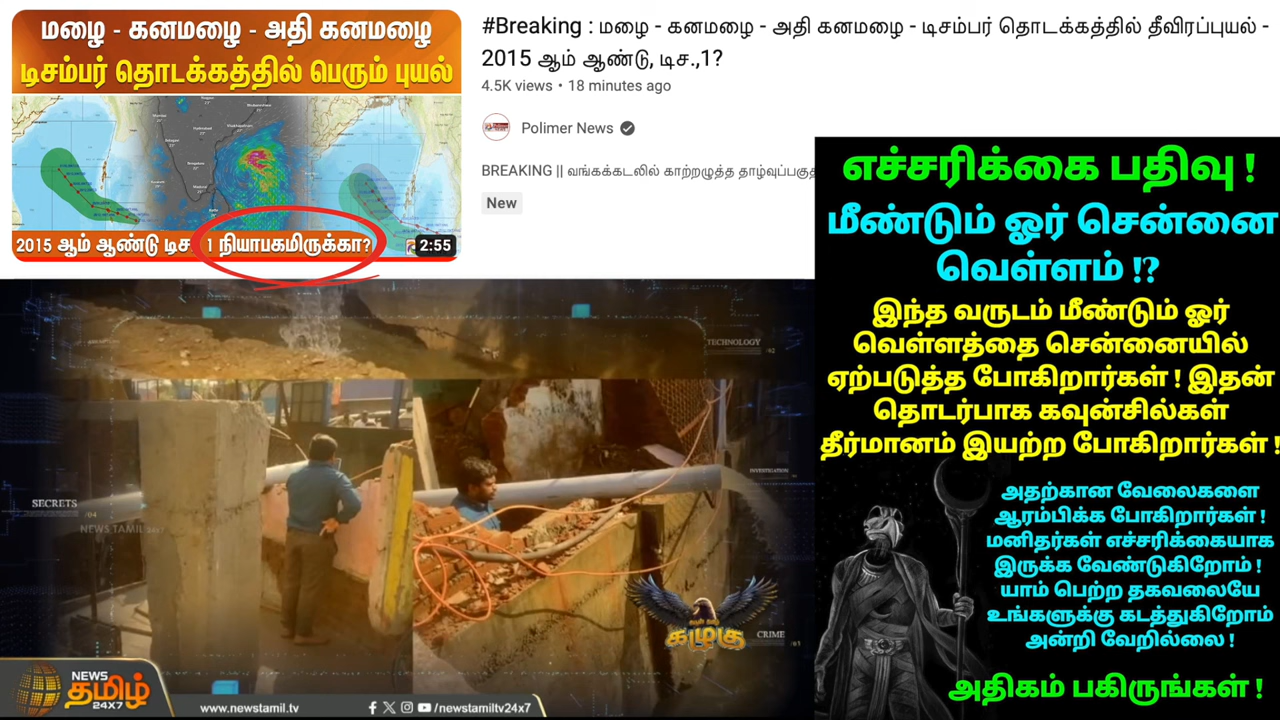 மழை - கனமழை - அதி கனமழை
டிசம்பர் தொடக்கத்தில் பெரும் புயல்
2015 ஆம் ஆண்டு டிச. 1 நியாபகமிருக்கா?
2:55
#Breaking : மழை - கனமழை - அதி கனமழை - டிசம்பர் தொடக்கத்தில் தீவிரப்புயல் -
2015 ஆம் ஆண்டு, டிச.,1?
4.5K views • 18 minutes ago
Polimer News
BREAKING || வங்கக்கடலில் காற்றழுத்த தாழ்வுப்பகுத
New
எச்சரிக்கை பதிவு !
மீண்டும் ஓர் சென்னை
வெள்ளம் !?
இந்த வருடம் மீண்டும் ஓர்
வெள்ளத்தை சென்னையில்
ஏற்படுத்த போகிறார்கள் ! இதன்
தொடர்பாக கவுன்சில்கள்
தீர்மானம் இயற்ற போகிறார்கள் !
அதற்கான வேலைகளை
ஆரம்பிக்க போகிறார்கள் !
மனிதர்கள் எச்சரிக்கையாக
இருக்க வேண்டுகிறோம் !
யாம் பெற்ற தகவலையே
உங்களுக்கு கடத்துகிறோம்
அன்றி வேறில்லை !
அதிகம் பகிருங்கள் !
TECHNOLOGY
INVESTIGATION
SECRETS
/04
NEWS TAMIL
கழுகு
CRIME
NEWS
தமிழ்
24X7
www.newstamil.tv
/newstamiltv24x7